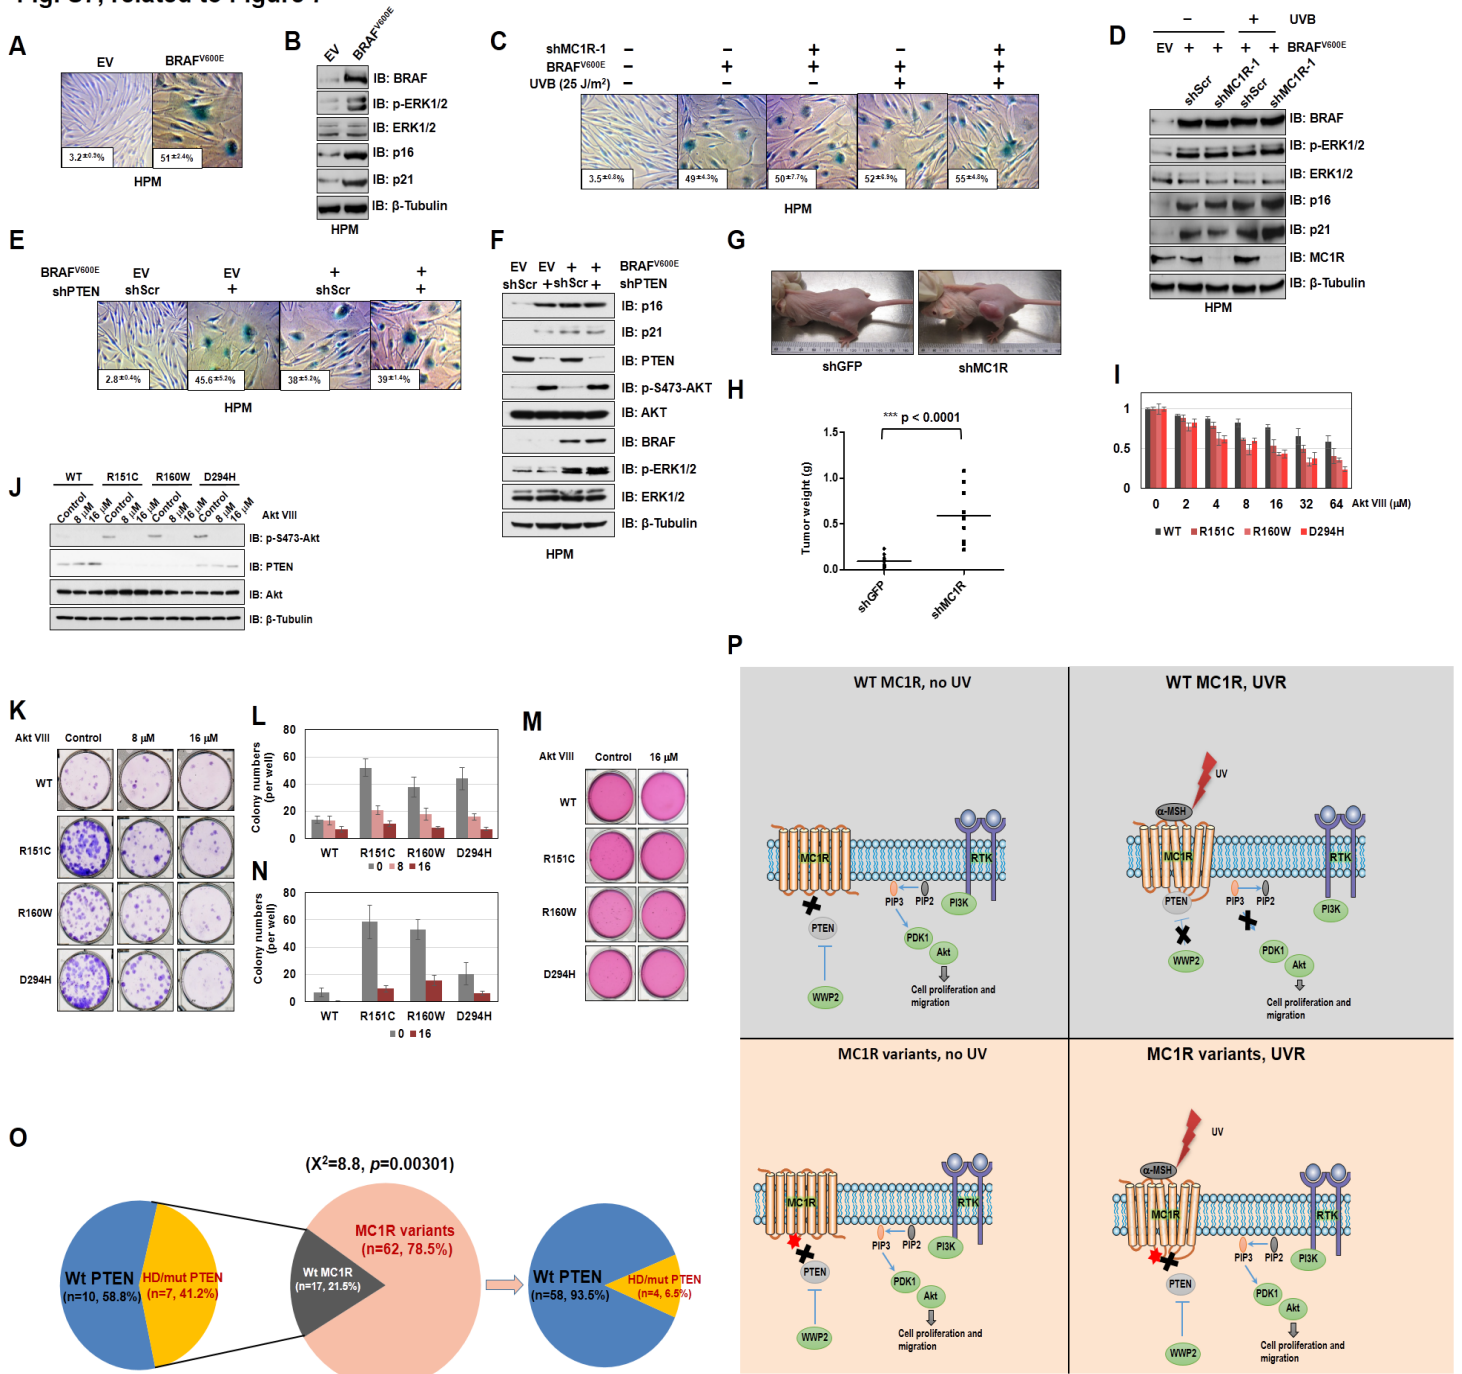 A
EV
BRAFV600E
3.2±0.5%
51±2.4%
HPM
B
EV
BRAFV600E
IB: BRAF
IB: p-ERK1/2
IB: ERK1/2
IB: p16
IB: p21
IB: β-Tubulin
HPM
C
shMC1R-1 – – + – +
BRAFV600E – + + + +
UVB (25 J/m2) – – – + +
3.5±0.8%
49±4.3%
50±7.7%
52±6.9%
55±4.8%
HPM
D
– + UVB
EV + + + + BRAFV600E
shScr shMC1R-1 shScr shMC1R-1
IB: BRAF
IB: p-ERK1/2
IB: ERK1/2
IB: p16
IB: p21
IB: MC1R
IB: β-Tubulin
HPM
E
BRAFV600E EV EV + +
shPTEN shScr + shScr +
2.8±0.4%
45.6±5.2%
38±5.2%
39±1.4%
HPM
F
EV EV + + BRAFV600E
shScr + shScr + shPTEN
IB: p16
IB: p21
IB: PTEN
IB: p-S473-AKT
IB: AKT
IB: BRAF
IB: p-ERK1/2
IB: ERK1/2
IB: β-Tubulin
HPM
G
shGFP
shMC1R
H
*** p < 0.0001
Tumor weight (g)
1.5
1.0
0.5
0.0
shGFP
shMC1R
I
1
0.5
0
0 2 4 8 16 32 64 Akt VIII (μM)
WT R151C R160W D294H
J
WT R151C R160W D294H
Control 8 μM 16 μM Control 8 μM 16 μM Control 8 μM 16 μM Control 8 μM 16 μM
Akt VIII
IB: p-S473-Akt
IB: PTEN
IB: Akt
IB: β-Tubulin
K
Akt VIII Control 8 μM 16 μM
WT
R151C
R160W
D294H
L
Colony numbers
(per well)
80
60
40
20
0
WT R151C R160W D294H
0 8 16
M
Akt VIII Control 16 μM
WT
R151C
R160W
D294H
N
Colony numbers
(per well)
80
60
40
20
0
WT R151C R160W D294H
0 16
O
(X2=8.8, p=0.00301)
Wt PTEN
(n=10, 58.8%)
HD/mut PTEN
(n=7, 41.2%)
Wt MC1R
(n=17, 21.5%)
MC1R variants
(n=62, 78.5%)
Wt PTEN
(n=58, 93.5%)
HD/mut PTEN
(n=4, 6.5%)
P
WT MC1R, no UV
MC1R
RTK
PIP3 PIP2
PI3K
PTEN
PDK1
Akt
WWP2
Cell proliferation and
migration
WT MC1R, UVR
UV
α-MSH
MC1R
RTK
PTEN
PIP3 PIP2
PI3K
WWP2
PDK1
Akt
Cell proliferation and
migration
MC1R variants, no UV
MC1R
RTK
PIP3 PIP2
PI3K
PTEN
PDK1
Akt
WWP2
Cell proliferation and
migration
MC1R variants, UVR
UV
α-MSH
MC1R
RTK
PIP3 PIP2
PI3K
PTEN
PDK1
Akt
WWP2
Cell proliferation and
migration